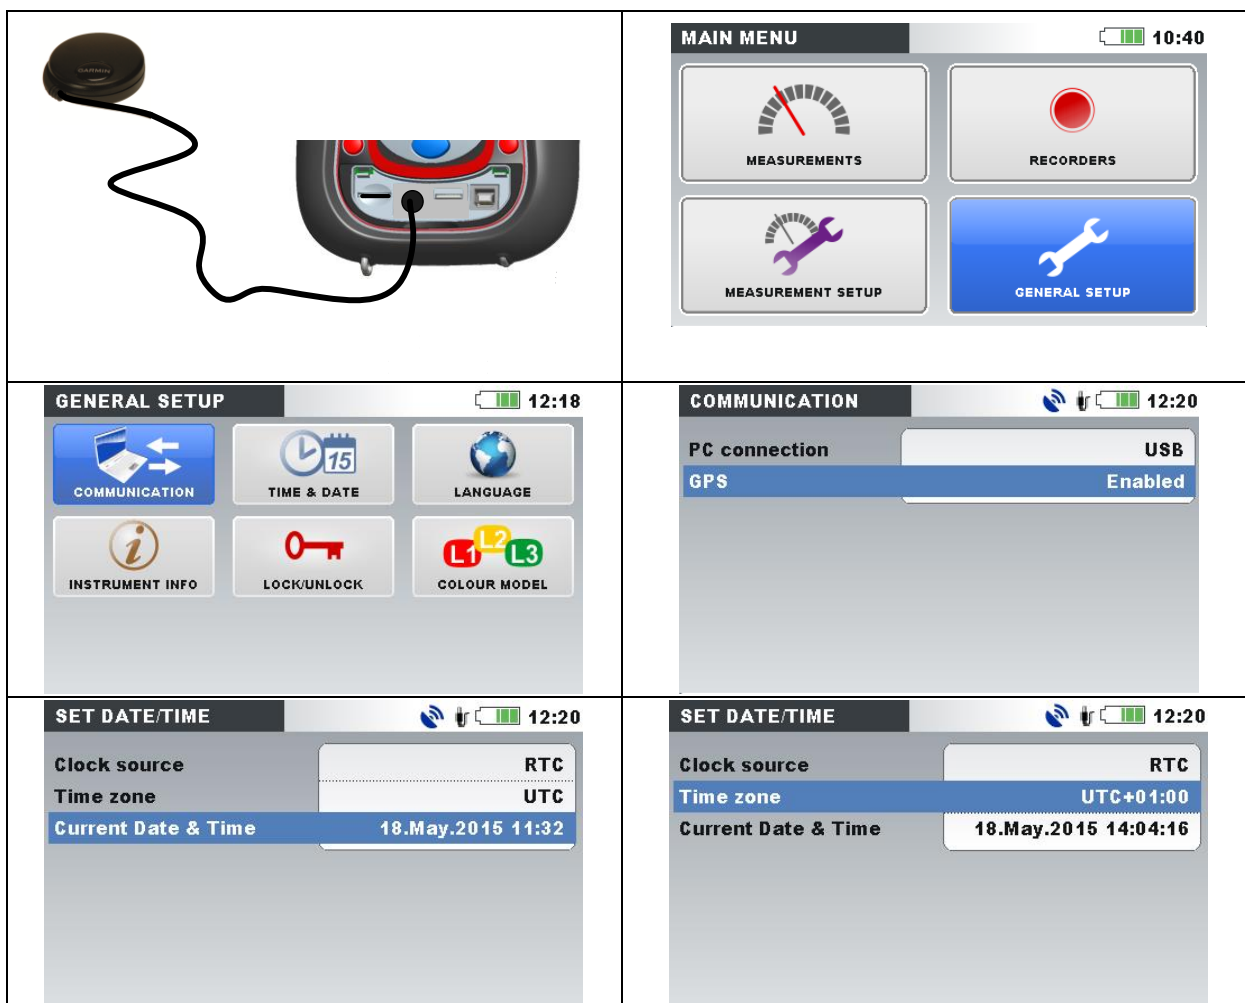 GARMIN
MAIN MENU 10:40
MEASUREMENTS RECORDERS
MEASUREMENT SETUP GENERAL SETUP
GENERAL SETUP 12:18
15
COMMUNICATION TIME & DATE LANGUAGE
i L1 L2 L3
INSTRUMENT INFO LOCK/UNLOCK COLOUR MODEL
COMMUNICATION 12:20
PC connection USB
GPS Enabled
SET DATE/TIME 12:20
Clock source RTC
Time zone UTC
Current Date & Time 18.May.2015 11:32
SET DATE/TIME 12:20
Clock source RTC
Time zone UTC+01:00
Current Date & Time 18.May.2015 14:04:16